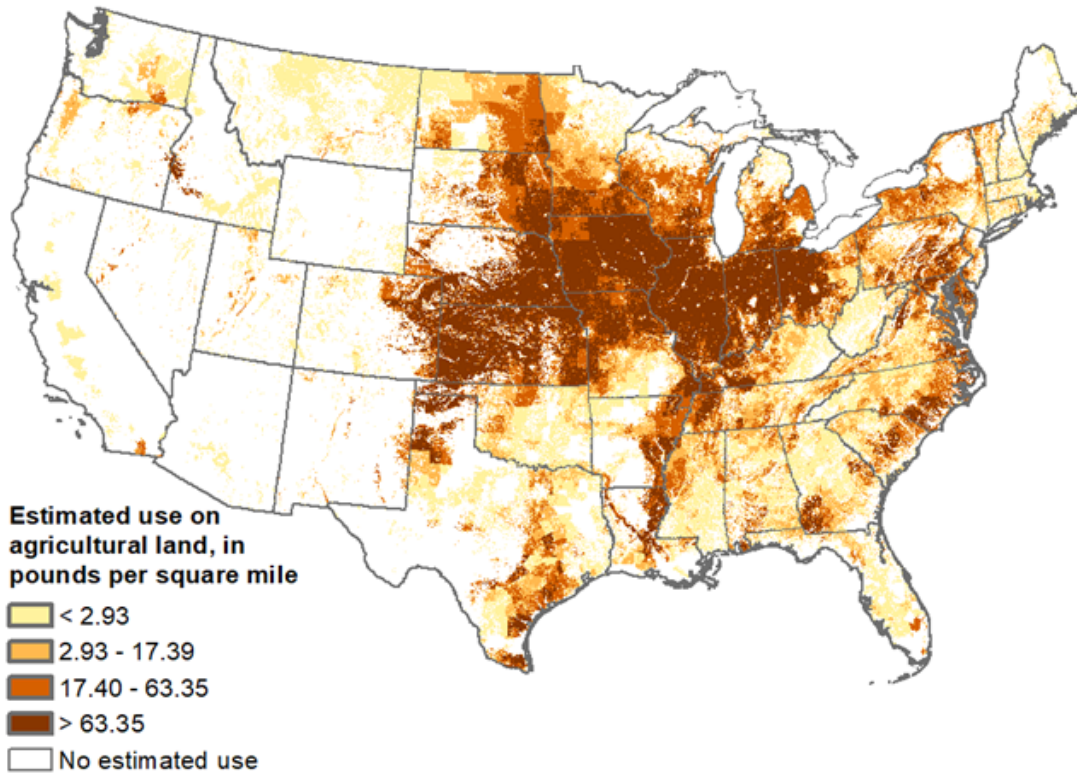 Estimated use on
agricultural land, in
pounds per square mile
< 2.93
2.93 - 17.39
17.40 - 63.35
> 63.35
No estimated use